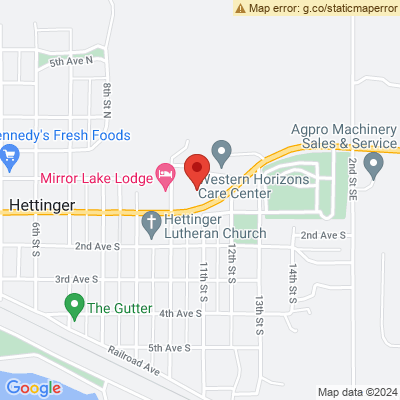 Map error: g.co/staticmaperror
5th Ave N
8th St N
ennedy's Fresh Foods
Agpro Machinery
Sales & Service
Mirror Lake Lodge
Western Horizons
Care Center
2nd St SE
Hettinger
Hettinger
Lutheran Church
6th St S
2nd Ave S
2nd Ave S
3rd Ave S
11th St S
12th St S
13th St S
14th St S
The Gutter
4th Ave S
Railroad Ave
5th Ave S
Google
Map data ©2024